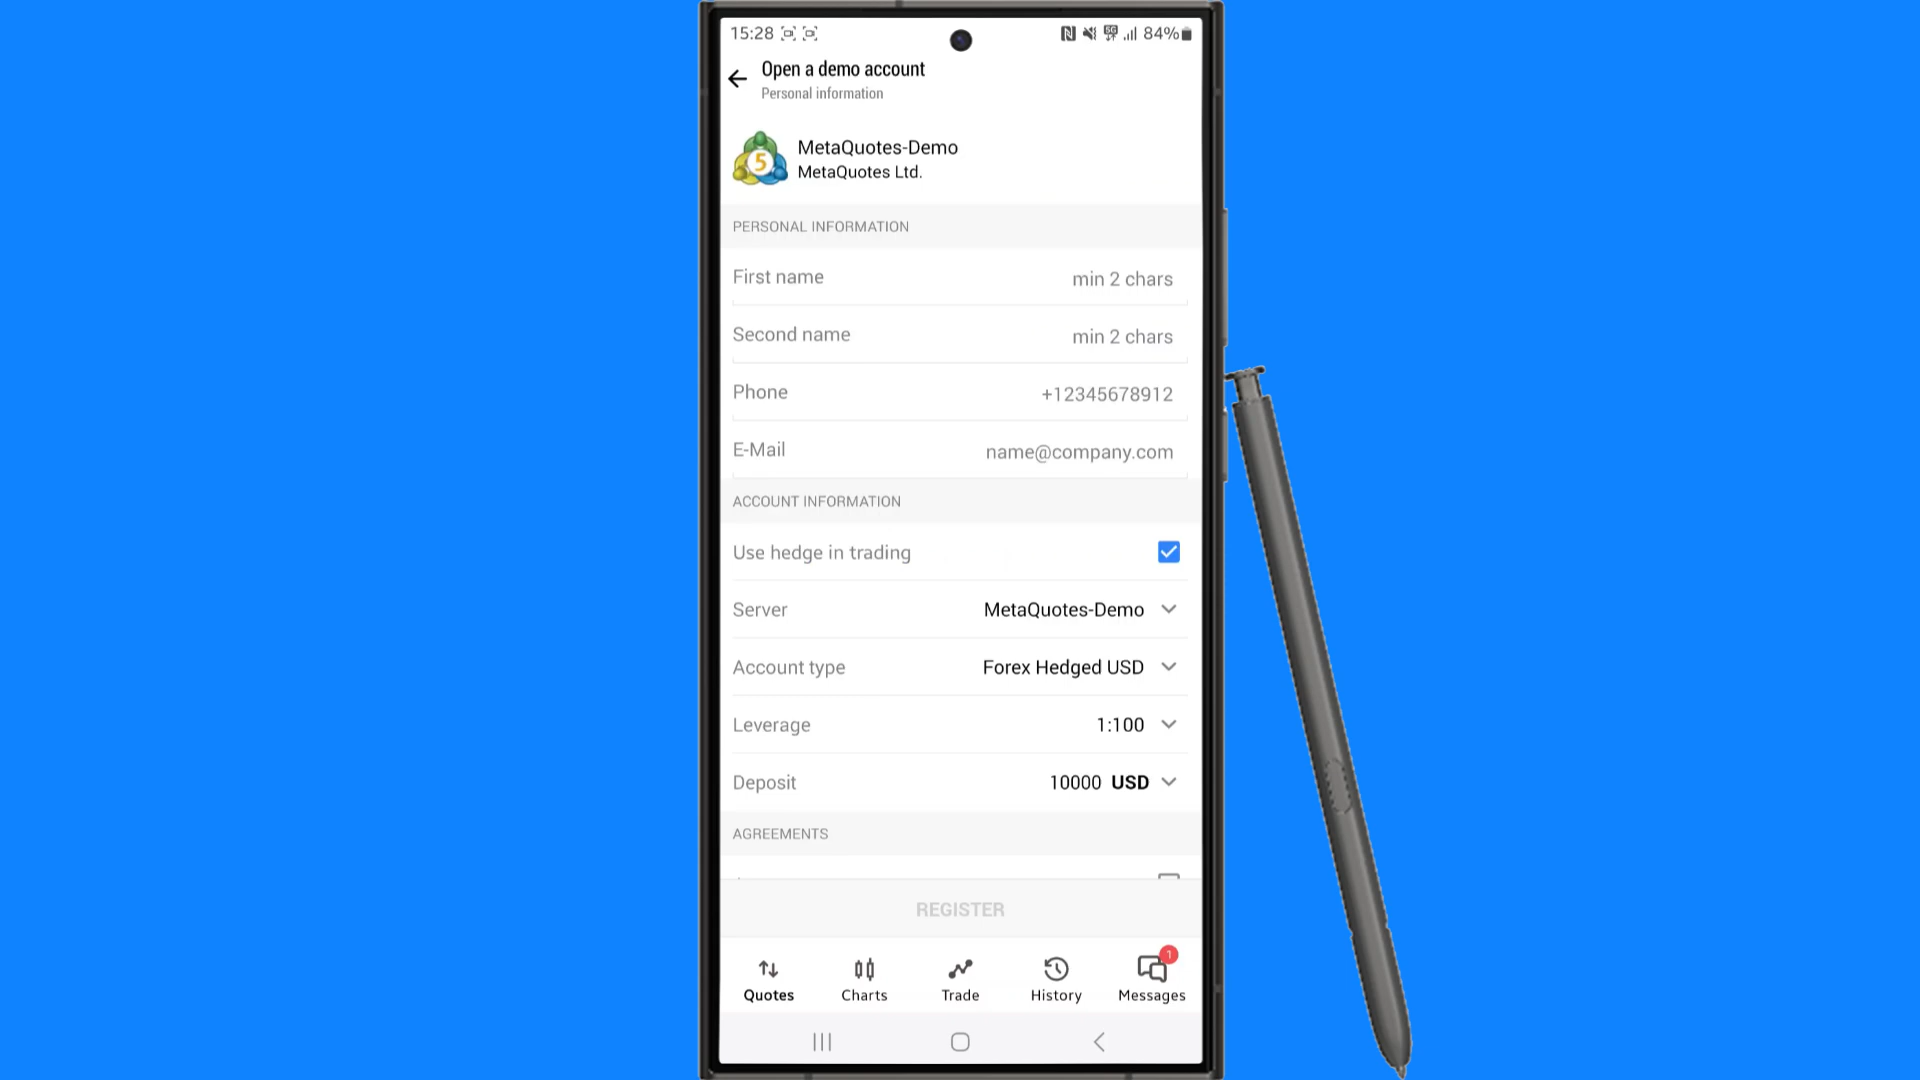 15:28 84%
Open a demo account
Personal information
5
MetaQuotes-Demo
MetaQuotes Ltd.
PERSONAL INFORMATION
First name min 2 chars
Second name min 2 chars
Phone +12345678912
E-Mail name@company.com
ACCOUNT INFORMATION
Use hedge in trading
Server MetaQuotes-Demo
Account type Forex Hedged USD
Leverage 1:100
Deposit 10000 USD
AGREEMENTS
REGISTER
1
Quotes Charts Trade History Messages